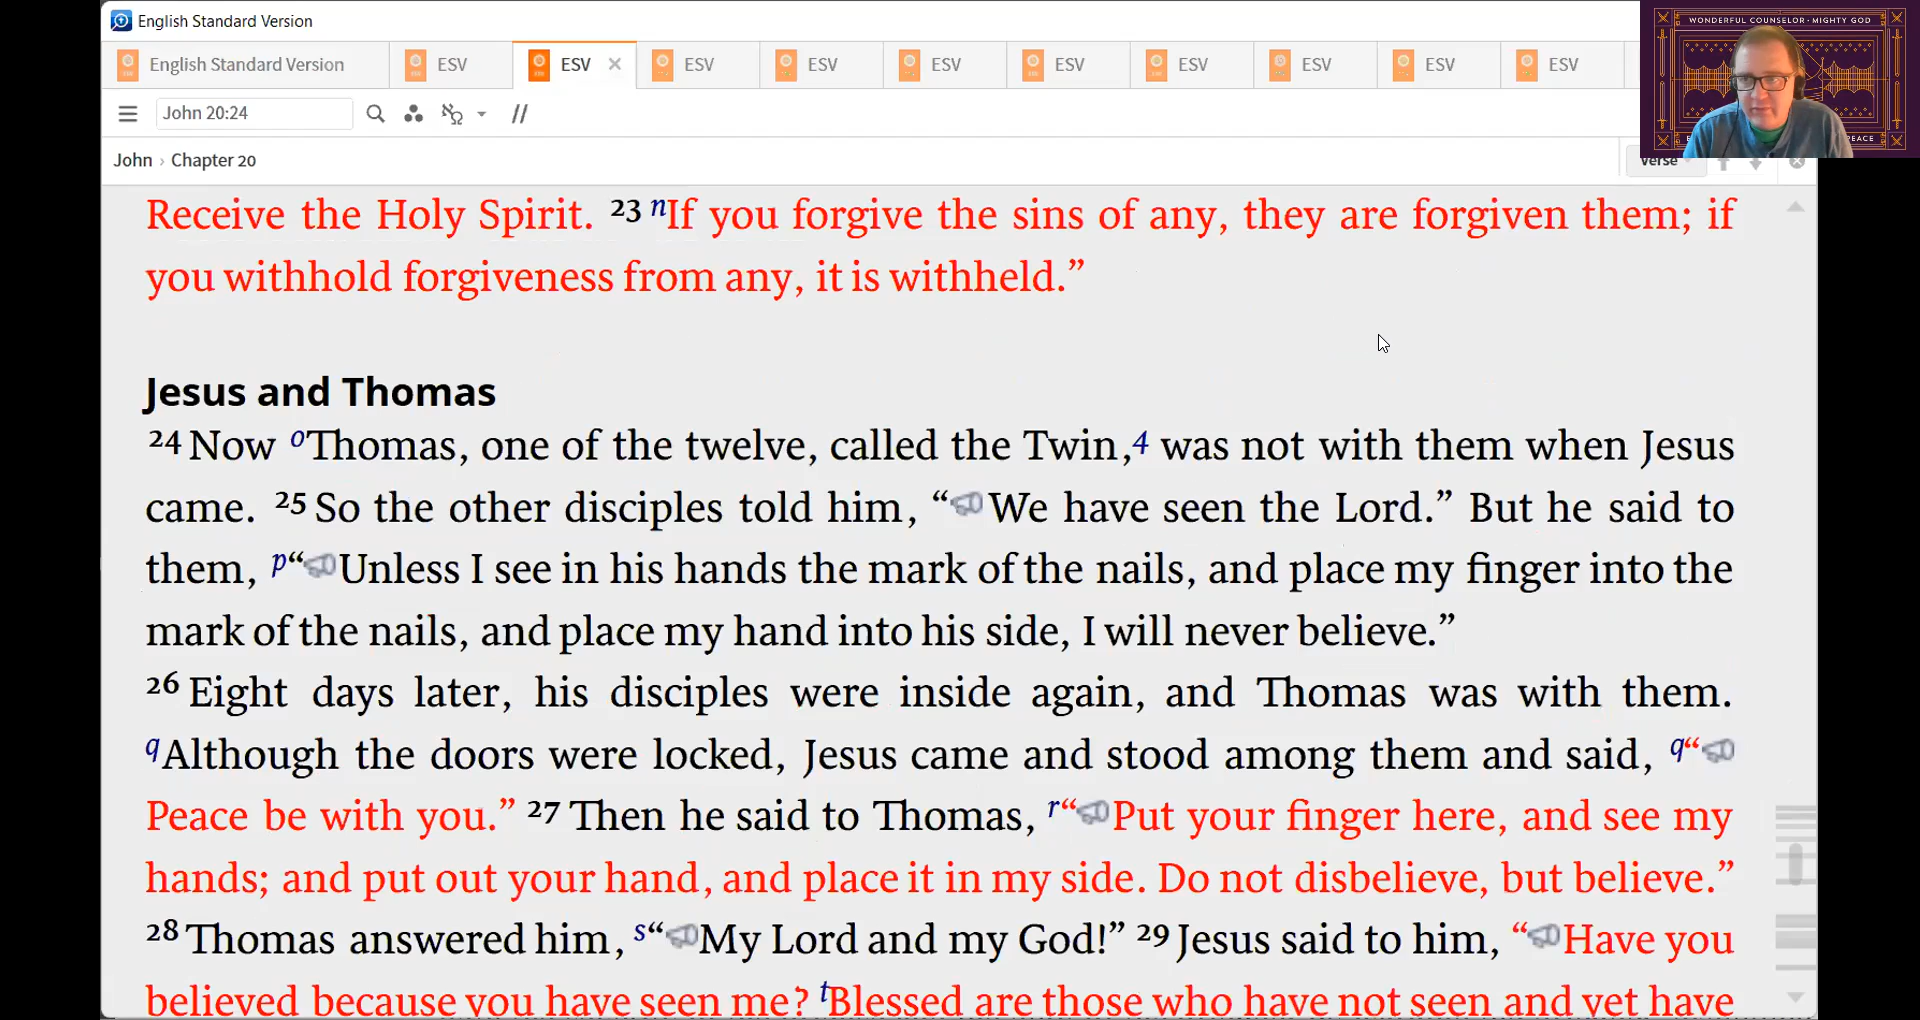 English Standard Version
English Standard Version ESV ESV ESV ESV ESV ESV ESV ESV ESV ESV
John 20:24
John › Chapter 20
Verse
WONDERFUL COUNSELOR · MIGHTY GOD
PEACE
Receive the Holy Spirit. 23 nIf you forgive the sins of any, they are forgiven them; if
you withhold forgiveness from any, it is withheld.”
Jesus and Thomas
24 Now oThomas, one of the twelve, called the Twin,4 was not with them when Jesus
came. 25 So the other disciples told him, “We have seen the Lord.” But he said to
them, p“Unless I see in his hands the mark of the nails, and place my finger into the
mark of the nails, and place my hand into his side, I will never believe.”
26 Eight days later, his disciples were inside again, and Thomas was with them.
qAlthough the doors were locked, Jesus came and stood among them and said, q“
Peace be with you.” 27 Then he said to Thomas, r“Put your finger here, and see my
hands; and put out your hand, and place it in my side. Do not disbelieve, but believe.”
28 Thomas answered him, s“My Lord and my God!” 29 Jesus said to him, “Have you
believed because you have seen me? tBlessed are those who have not seen and yet have